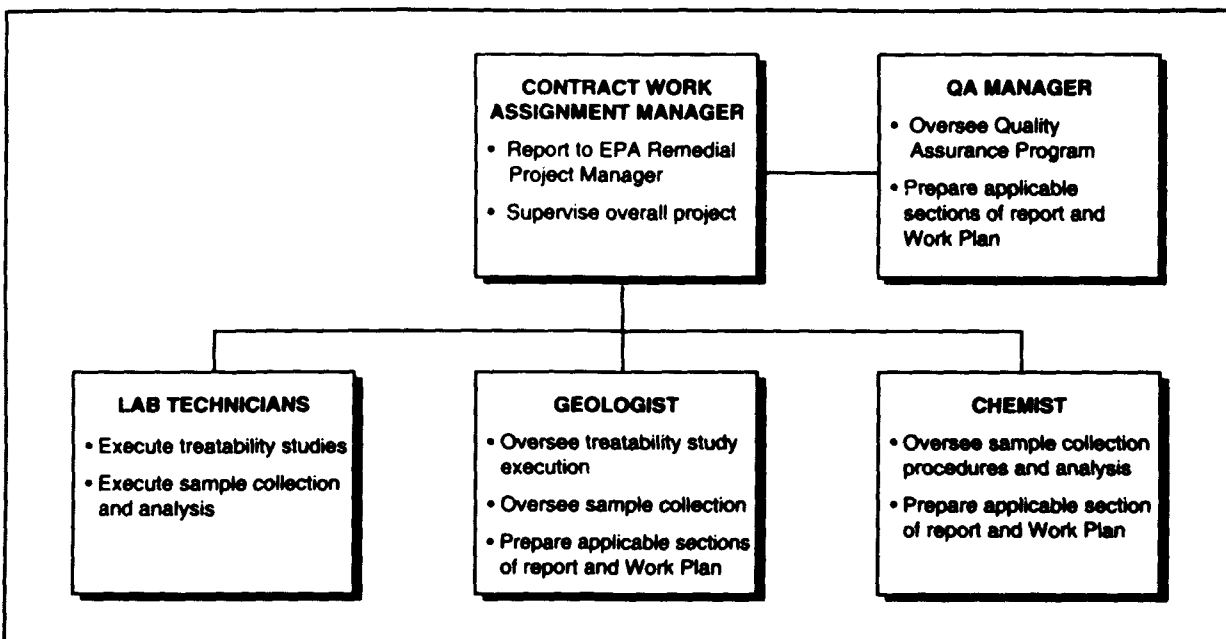 CONTRACT WORK
ASSIGNMENT MANAGER
• Report to EPA Remedial
Project Manager
• Supervise overall project
QA MANAGER
• Oversee Quality
Assurance Program
• Prepare applicable
sections of report and
Work Plan
LAB TECHNICIANS
• Execute treatability studies
• Execute sample collection
and analysis
GEOLOGIST
• Oversee treatability study
execution
• Oversee sample collection
• Prepare applicable sections
of report and Work Plan
CHEMIST
• Oversee sample collection
procedures and analysis
• Prepare applicable section
of report and Work Plan